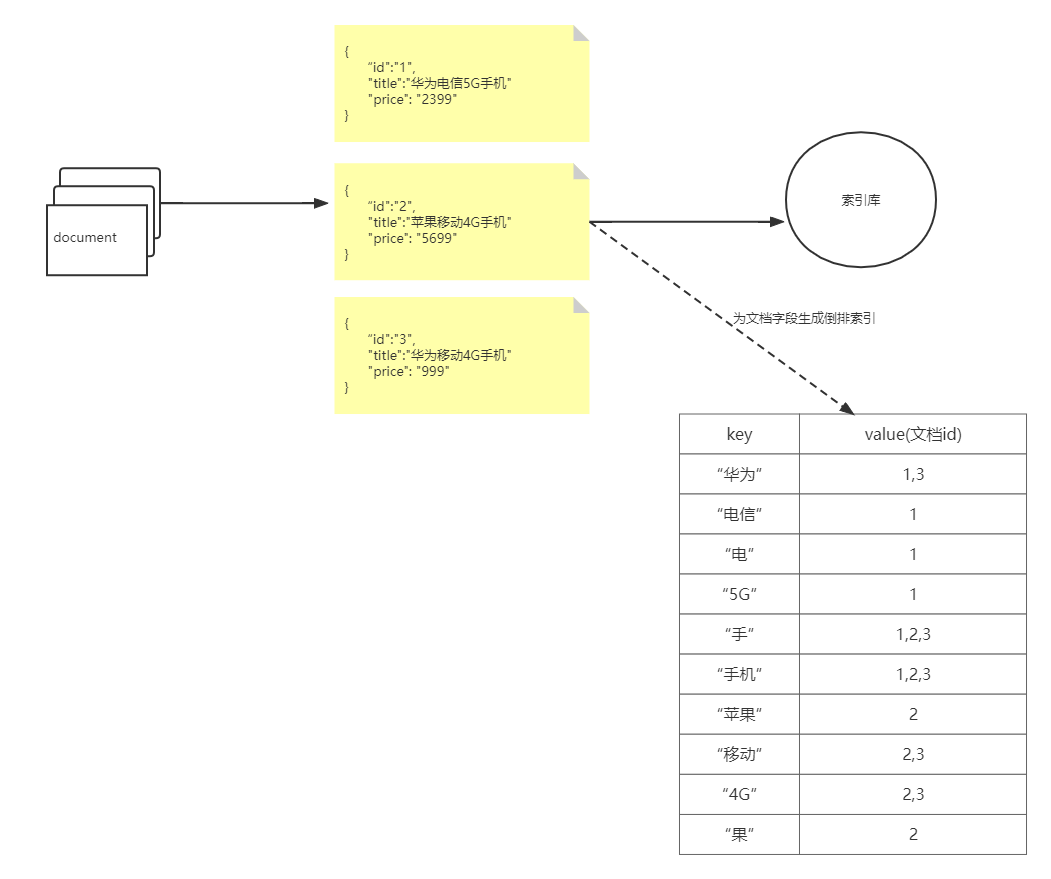 {
“id":"1",
"title":"华为电信5G手机"
"price": "2399"
}
document
{
“id":"2",
"title":"苹果移动4G手机"
"price": "5699"
}
索引库
{
“id":"3",
"title":"华为移动4G手机"
"price": "999"
}
为文档字段生成倒排索引
key value(文档id)
“华为” 1,3
“电信” 1
“电” 1
“5G” 1
“手” 1,2,3
“手机” 1,2,3
“苹果” 2
“移动” 2,3
“4G” 2,3
“果” 2